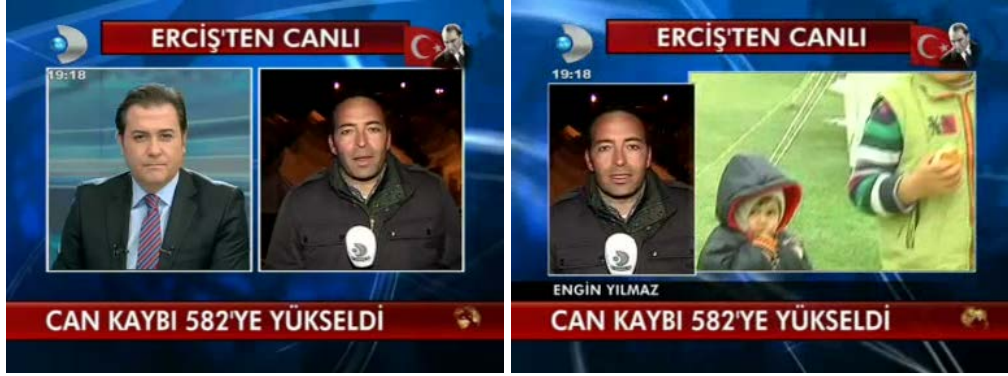 ERCİŞ'TEN CANLI
19:18
CAN KAYBI 582'YE YÜKSELDİ
ERCİŞ'TEN CANLI
19:18
ENGİN YILMAZ
CAN KAYBI 582'YE YÜKSELDİ